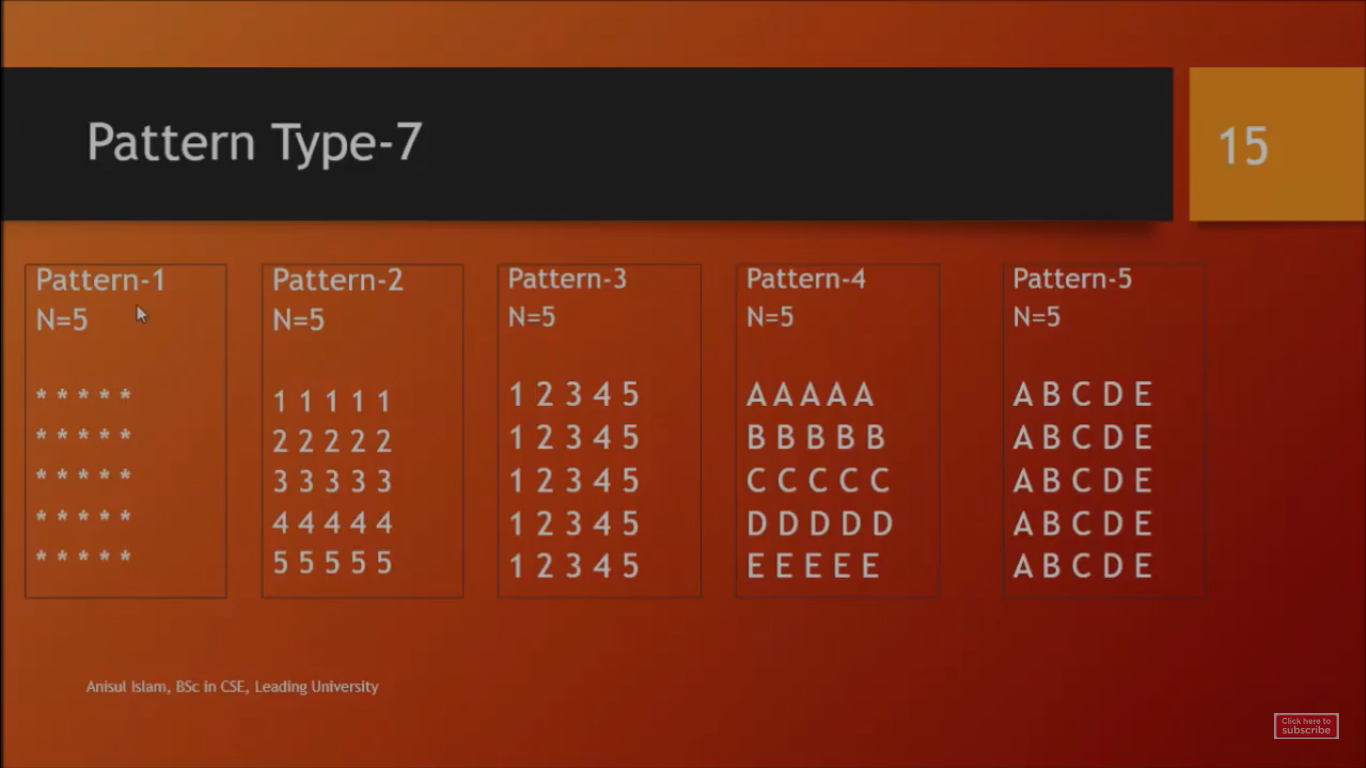 Pattern Type-7
15
Pattern-1
N=5
* * * * *
* * * * *
* * * * *
* * * * *
* * * * *
Pattern-2
N=5
1 1 1 1 1
2 2 2 2 2
3 3 3 3 3
4 4 4 4 4
5 5 5 5 5
Pattern-3
N=5
1 2 3 4 5
1 2 3 4 5
1 2 3 4 5
1 2 3 4 5
1 2 3 4 5
Pattern-4
N=5
A A A A A
B B B B B
C C C C C
D D D D D
E E E E E
Pattern-5
N=5
A B C D E
A B C D E
A B C D E
A B C D E
A B C D E
Anisul Islam, BSc in CSE, Leading University
Click here to
subscribe